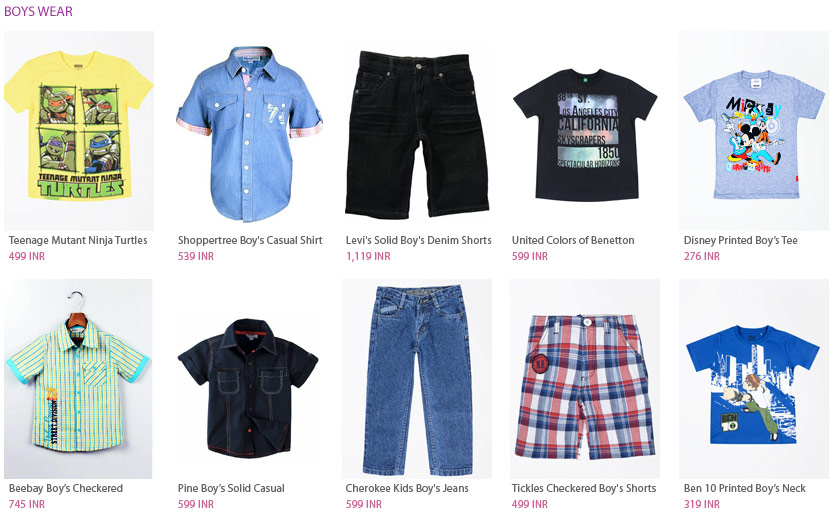 BOYS WEAR
TEENAGE MUTANT NINJA
TURTLES
LOS ANGELES CITY
CALIFORNIA
SKYSCRAPERS
1850
SPECTACULAR HORIZONS
MICKEY
Teenage Mutant Ninja Turtles
499 INR
Shoppertree Boy's Casual Shirt
539 INR
Levi's Solid Boy's Denim Shorts
1,119 INR
United Colors of Benetton
599 INR
Disney Printed Boy's Tee
276 INR
STREET DIVISION
BEN
10
Beebay Boy's Checkered
745 INR
Pine Boy's Solid Casual
599 INR
Cherokee Kids Boy's Jeans
599 INR
Tickles Checkered Boy's Shorts
499 INR
Ben 10 Printed Boy's Neck
319 INR